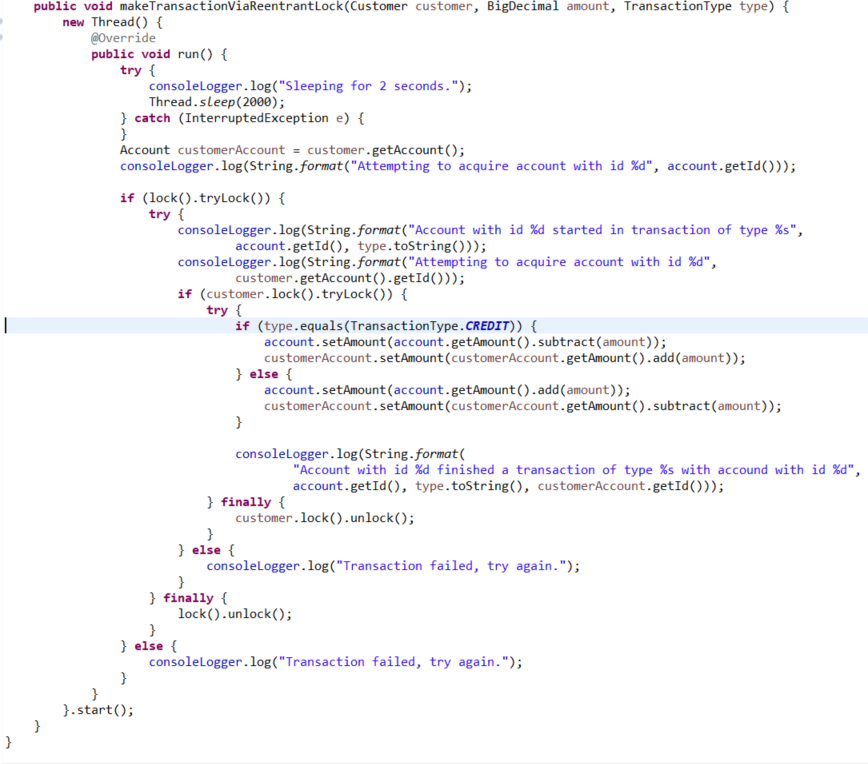 public void makeTransactionViaReentrantLock(Customer customer, BigDecimal amount, TransactionType type) {
new Thread() {
@Override
public void run() {
try {
consoleLogger.log("Sleeping for 2 seconds.");
Thread.sleep(2000);
} catch (InterruptedException e) {
}
Account customerAccount = customer.getAccount();
consoleLogger.log(String.format("Attempting to acquire account with id %d", account.getId()));
if (lock().tryLock()) {
try {
consoleLogger.log(String.format("Account with id %d started in transaction of type %s",
account.getId(), type.toString()));
consoleLogger.log(String.format("Attempting to acquire account with id %d",
customer.getAccount().getId()));
if (customer.lock().tryLock()) {
try {
if (type.equals(TransactionType.CREDIT)) {
account.setAmount(account.getAmount().subtract(amount));
customerAccount.setAmount(customerAccount.getAmount().add(amount));
} else {
account.setAmount(account.getAmount().add(amount));
customerAccount.setAmount(customerAccount.getAmount().subtract(amount));
}
consoleLogger.log(String.format(
"Account with id %d finished a transaction of type %s with accound with id %d",
account.getId(), type.toString(), customerAccount.getId()));
} finally {
customer.lock().unlock();
}
} else {
consoleLogger.log("Transaction failed, try again.");
}
} finally {
lock().unlock();
}
} else {
consoleLogger.log("Transaction failed, try again.");
}
}
}.start();
}
}